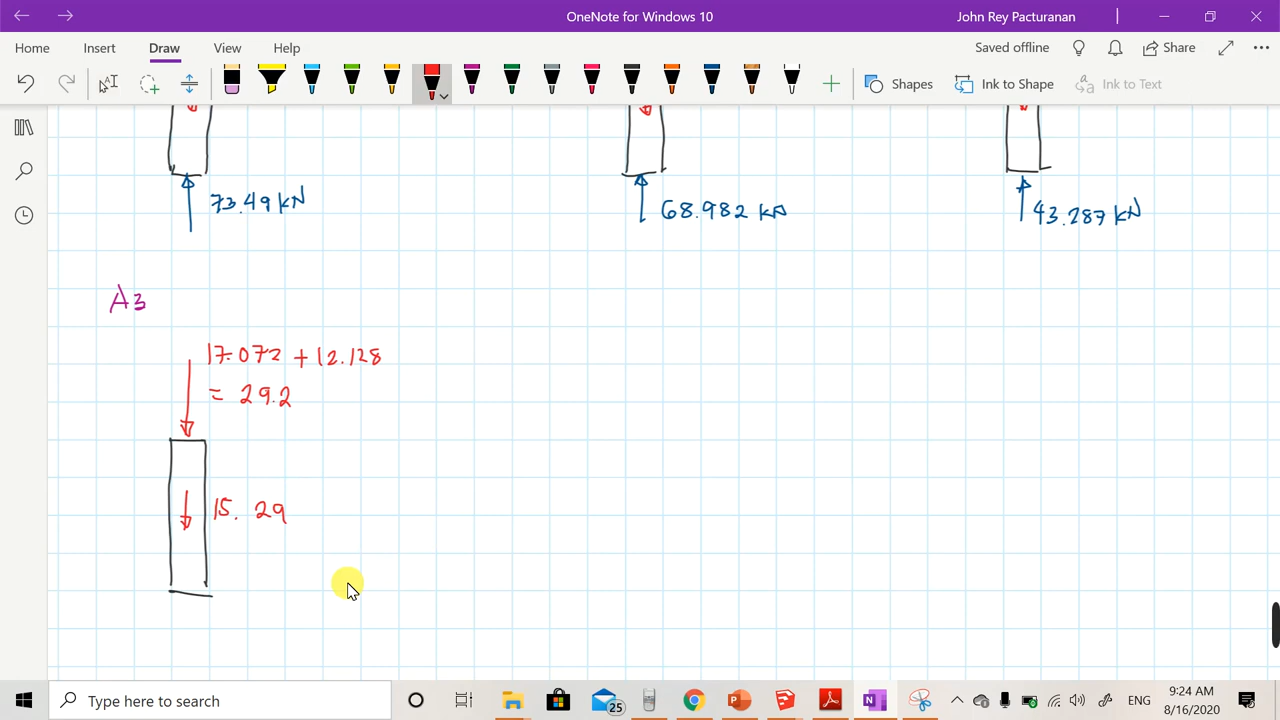 OneNote for Windows 10
John Rey Pacturanan
Home Insert Draw View Help
Saved offline
Share
Shapes
Ink to Shape
Ink to Text
73.49 kN
68.982 kN
43.287 kN
A3
17.072 + 12.128
= 29.2
15. 29
Type here to search
25
ENG
9:24 AM
8/16/2020